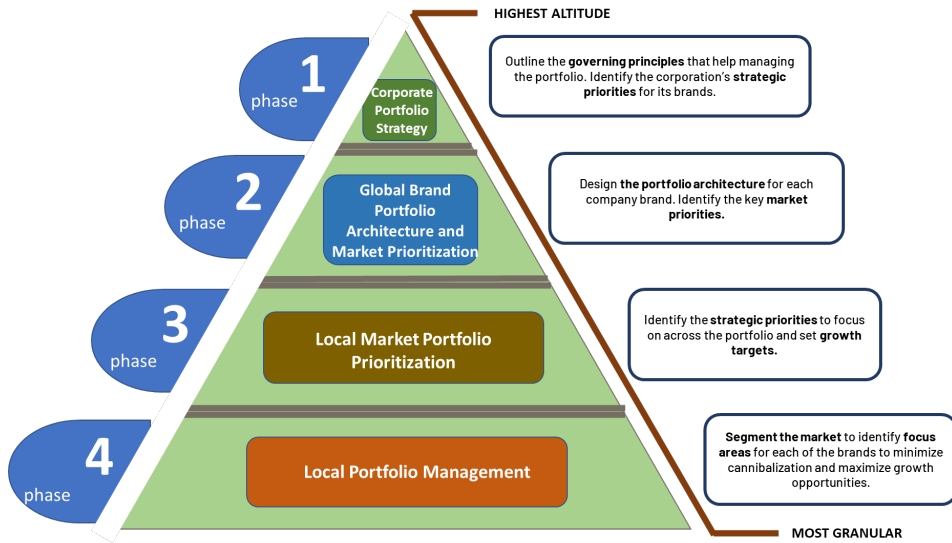 HIGHEST ALTITUDE
1
phase
Corporate
Portfolio
Strategy
Outline the governing principles that help managing
the portfolio. Identify the corporation's strategic
priorities for its brands.
2
phase
Global Brand
Portfolio
Architecture and
Market Prioritization
Design the portfolio architecture for each
company brand. Identify the key market
priorities.
3
phase
Local Market Portfolio
Prioritization
Identify the strategic priorities to focus
on across the portfolio and set growth
targets.
4
phase
Local Portfolio Management
Segment the market to identify focus
areas for each of the brands to minimize
cannibalization and maximize growth
opportunities.
MOST GRANULAR